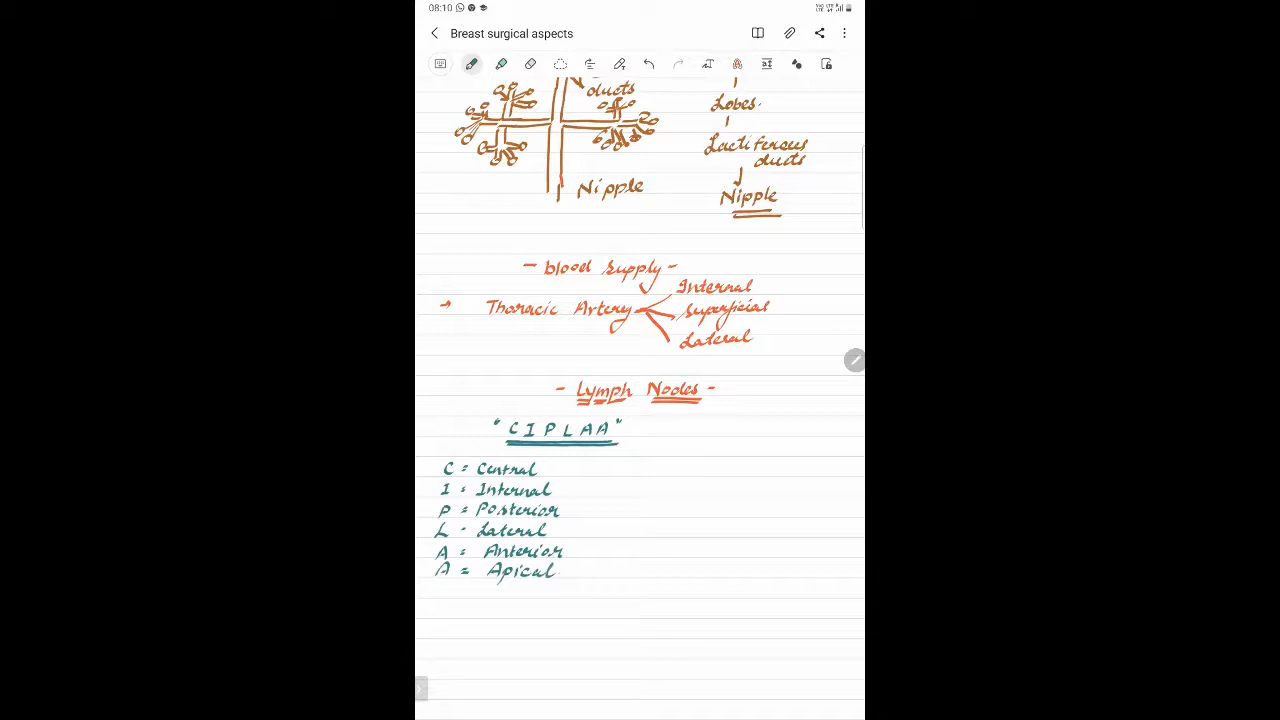 08:10
Breast surgical aspects
ducts
Nipple
Lobes.
Lactiferous
ducts
Nipple
- blood supply -
→ Thoracic Artery
Internal
Superficial
Lateral
- Lymph Nodes -
"CIPLAA"
C = Central
I = Internal
P = Posterior
L - Lateral
A = Anterior
A = Apical